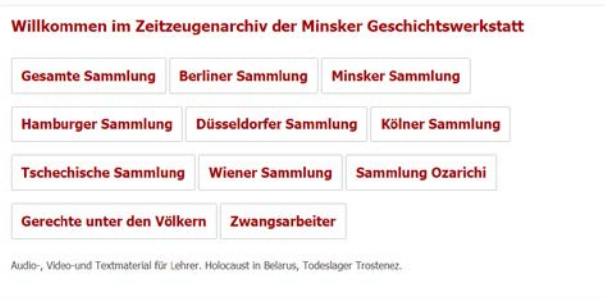 Willkommen im Zeitzeugenarchiv der Minsker Geschichtswerkstatt
Gesamte Sammlung Berliner Sammlung Minsker Sammlung
Hamburger Sammlung Düsseldorfer Sammlung Kölner Sammlung
Tschechische Sammlung Wiener Sammlung Sammlung Ozarichi
Gerechte unter den Völkern Zwangsarbeiter
Audio-, Video-und Textmaterial für Lehrer. Holocaust in Belarus, Todeslager Trostenez.